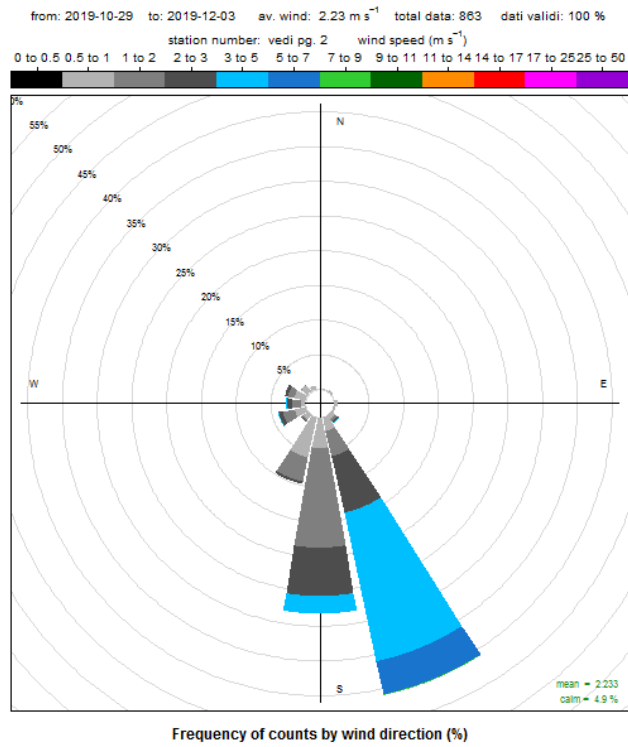 from: 2019-10-29 to: 2019-12-03 av. wind: 2.23 m s⁻¹ total data: 863 dati validi: 100 %
station number: vedi pg. 2 wind speed (m s⁻¹)
0 to 0.5 0.5 to 1 1 to 2 2 to 3 3 to 5 5 to 7 7 to 9 9 to 11 11 to 14 14 to 17 17 to 25 25 to 50
0%
55%
N
50%
45%
40%
35%
30%
25%
20%
15%
10%
5%
W
E
S
mean = 2.233
calm = 4.9 %
Frequency of counts by wind direction (%)